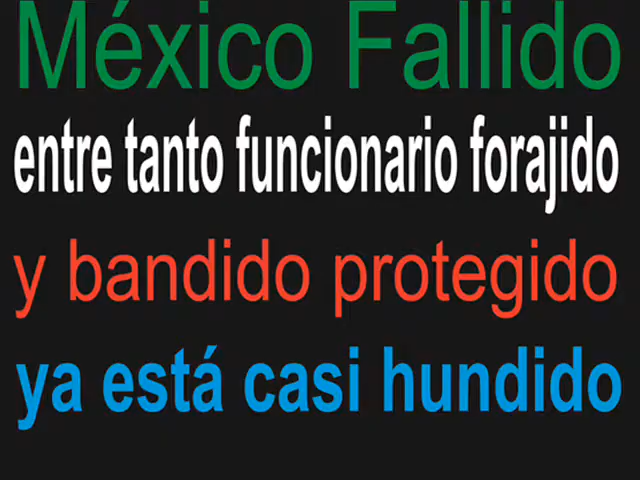 México Fallido
entre tanto funcionario forajido
y bandido protegido
ya está casi hundido